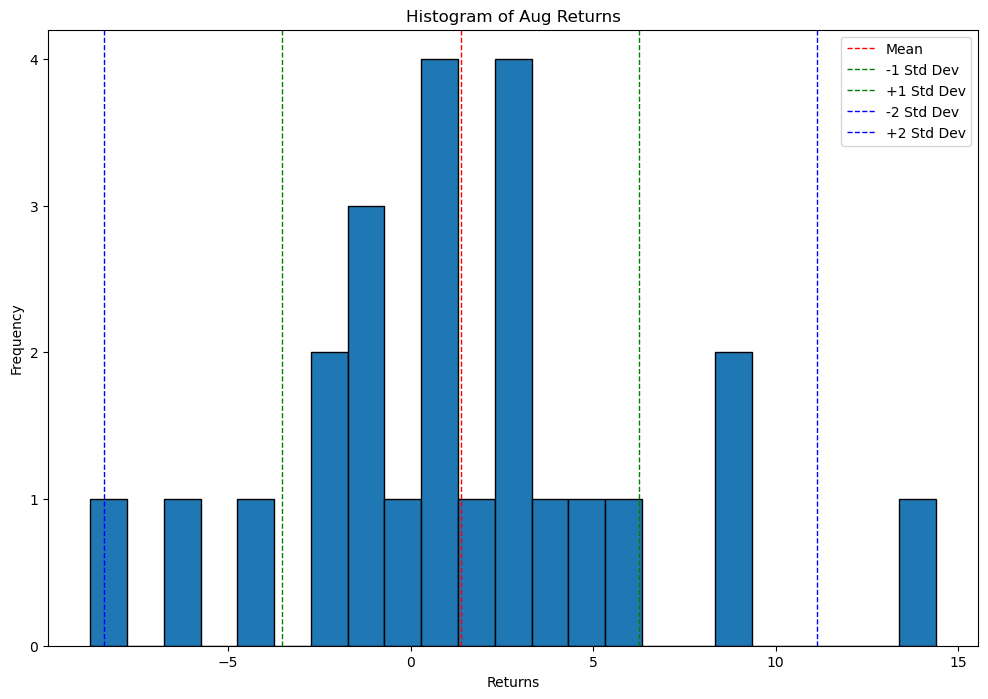 Histogram of Aug Returns
Mean
-1 Std Dev
+1 Std Dev
-2 Std Dev
+2 Std Dev
Frequency
4
3
2
1
0
−5
0
5
10
15
Returns